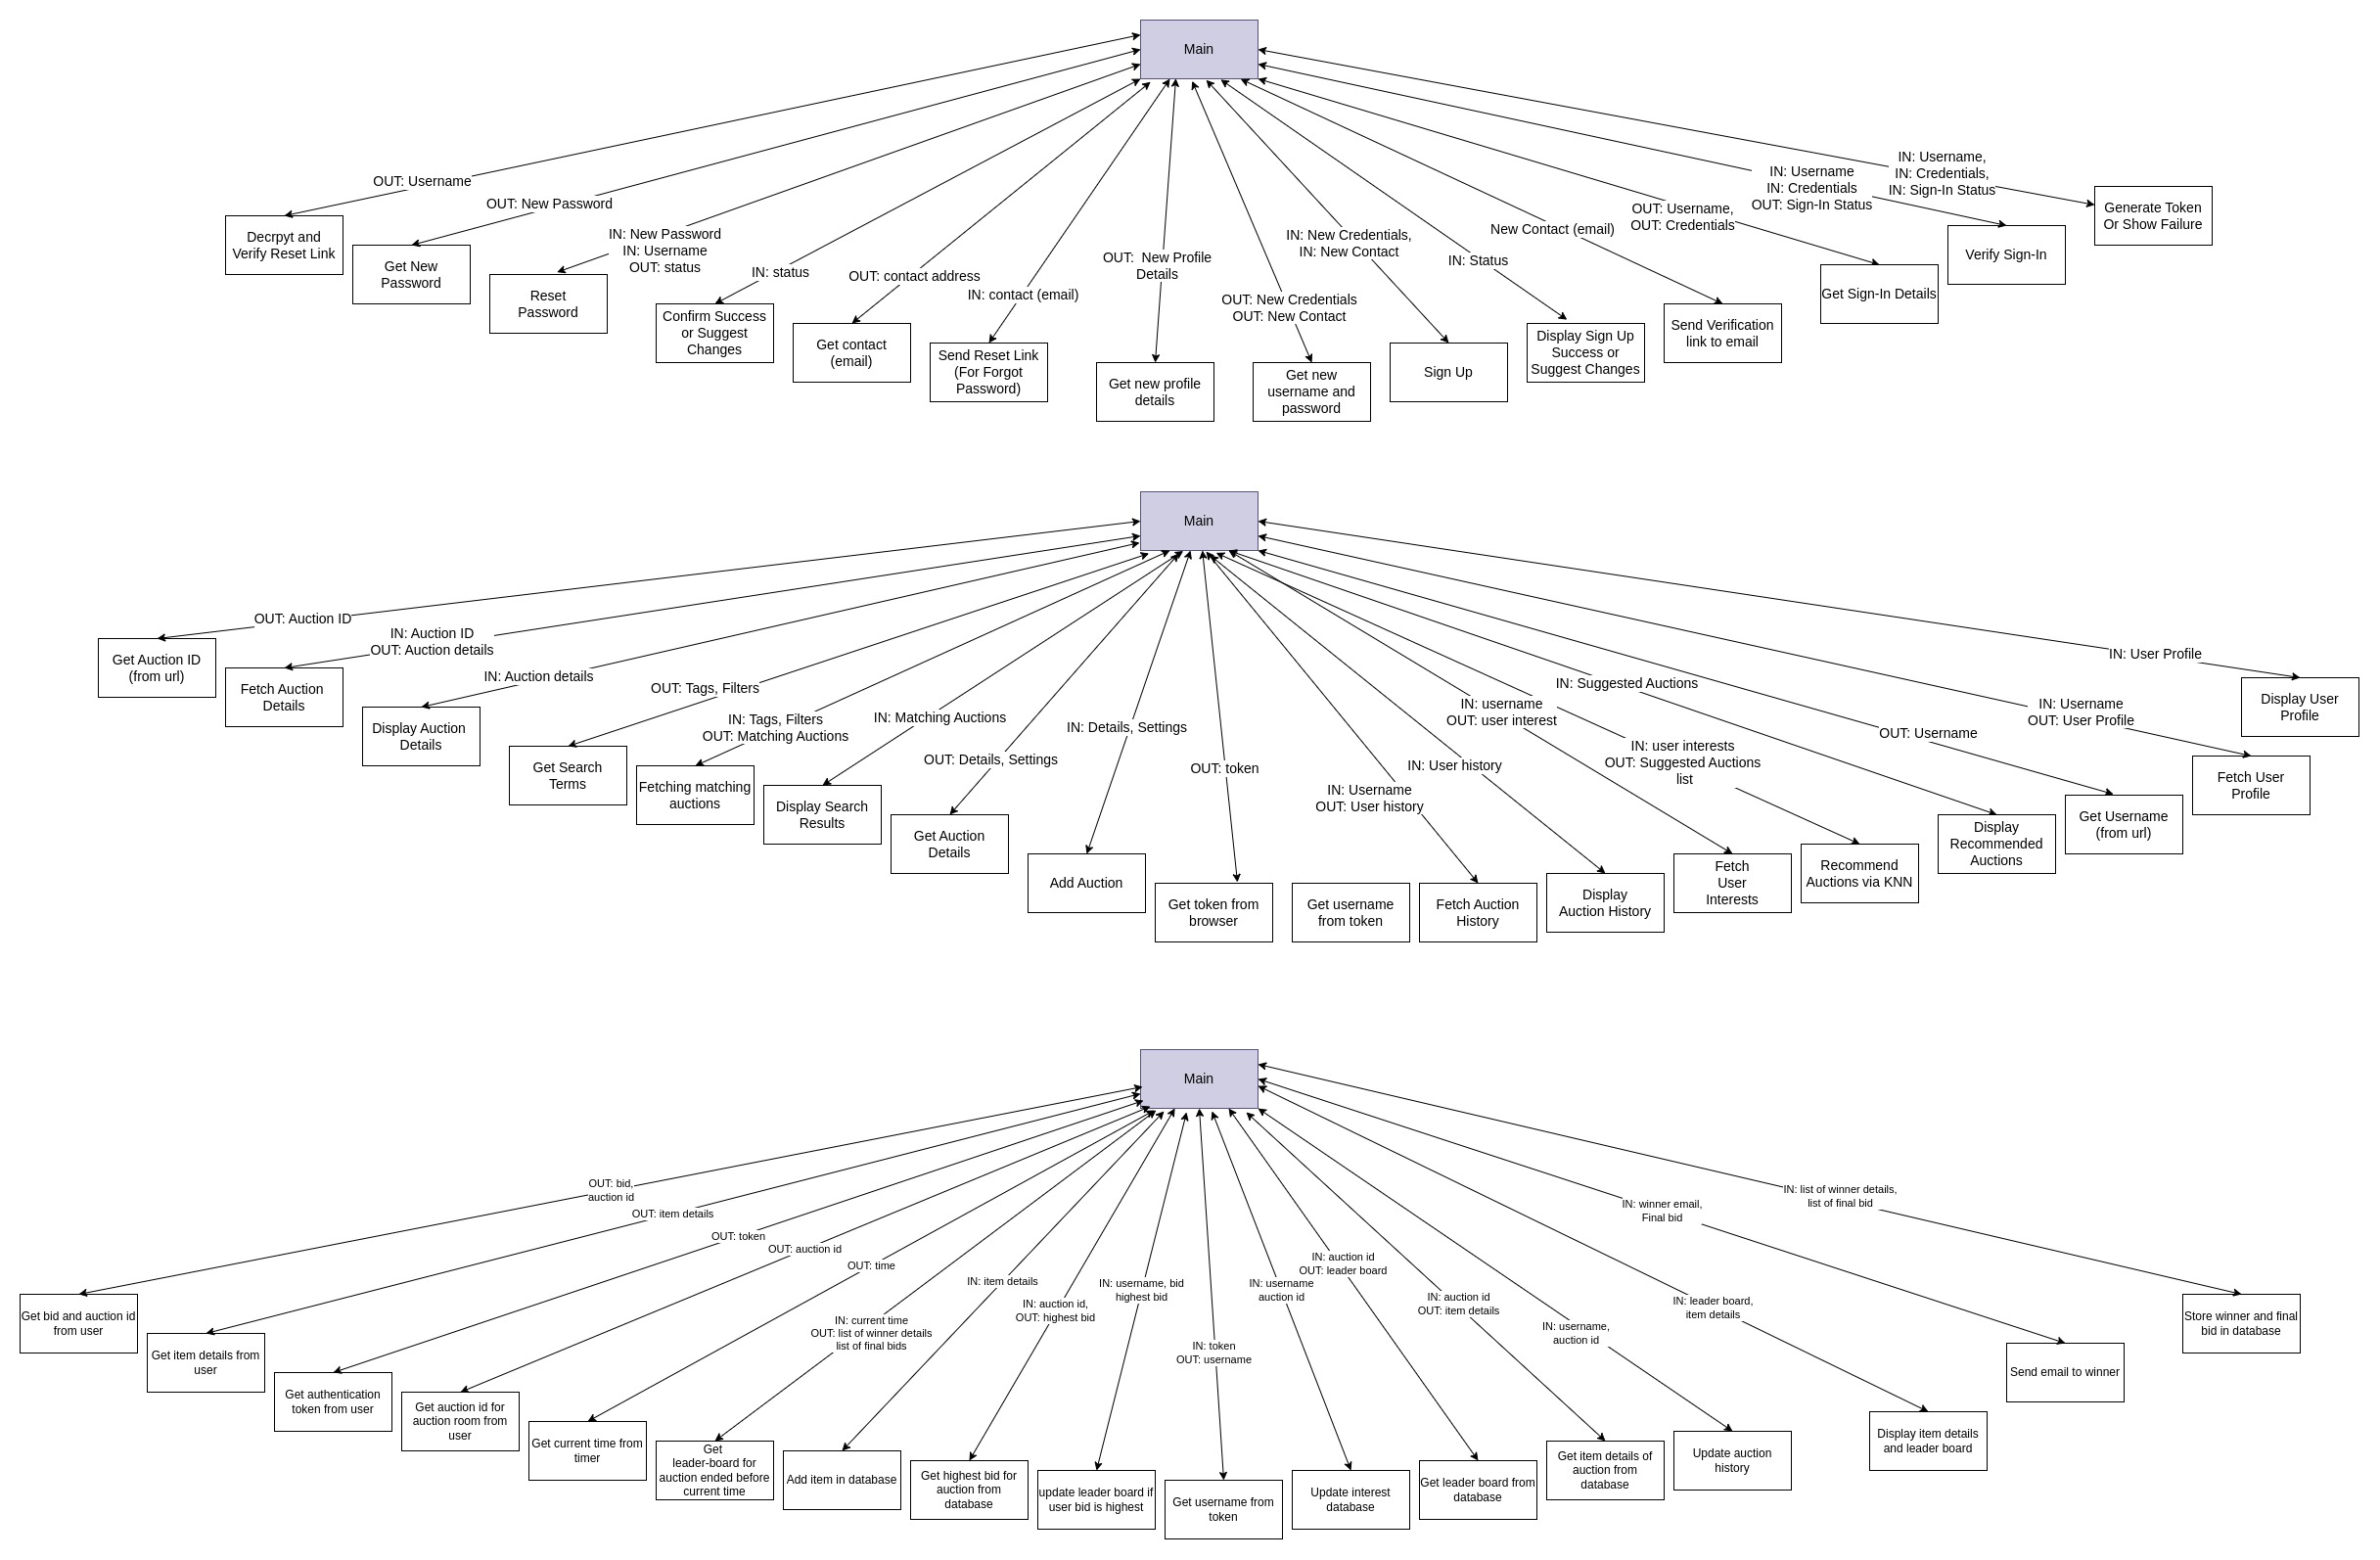 Main
OUT: Username
OUT: New Password
IN: New Password
IN: Username
OUT: status
IN: status
OUT: contact address
IN: contact (email)
OUT:  New Profile
Details
OUT: New Credentials
OUT: New Contact
IN: New Credentials,
IN: New Contact
IN: Status
New Contact (email)
OUT: Username,
OUT: Credentials
IN: Username
IN: Credentials
OUT: Sign-In Status
IN: Username,
IN: Credentials,
IN: Sign-In Status
Decrpyt and
Verify Reset Link
Get New
Password
Reset
Password
Confirm Success
or Suggest
Changes
Get contact
(email)
Send Reset Link
(For Forgot
Password)
Get new profile
details
Get new
username and
password
Sign Up
Display Sign Up
Success or
Suggest Changes
Send Verification
link to email
Get Sign-In Details
Verify Sign-In
Generate Token
Or Show Failure
Main
OUT: Auction ID
IN: Auction ID
OUT: Auction details
IN: Auction details
OUT: Tags, Filters
IN: Tags, Filters
OUT: Matching Auctions
IN: Matching Auctions
OUT: Details, Settings
IN: Details, Settings
OUT: token
IN: Username
OUT: User history
IN: User history
IN: username
OUT: user interest
IN: user interests
OUT: Suggested Auctions
list
IN: Suggested Auctions
OUT: Username
IN: Username
OUT: User Profile
IN: User Profile
Get Auction ID
(from url)
Fetch Auction
Details
Display Auction
Details
Get Search
Terms
Fetching matching
auctions
Display Search
Results
Get Auction
Details
Add Auction
Get token from
browser
Get username
from token
Fetch Auction
History
Display
Auction History
Fetch
User
Interests
Recommend
Auctions via KNN
Display
Recommended
Auctions
Get Username
(from url)
Fetch User
Profile
Display User
Profile
Main
OUT: bid,
auction id
OUT: item details
OUT: token
OUT: auction id
OUT: time
IN: current time
OUT: list of winner details
list of final bids
IN: item details
IN: auction id,
OUT: highest bid
IN: username, bid
highest bid
IN: token
OUT: username
IN: username
auction id
IN: auction id
OUT: leader board
IN: auction id
OUT: item details
IN: username,
auction id
IN: leader board,
item details
IN: winner email,
Final bid
IN: list of winner details,
list of final bid
Get bid and auction id
from user
Get item details from
user
Get authentication
token from user
Get auction id for
auction room from
user
Get current time from
timer
Get
leader-board for
auction ended before
current time
Add item in database
Get highest bid for
auction from
database
update leader board if
user bid is highest
Get username from
token
Update interest
database
Get leader board from
database
Get item details of
auction from
database
Update auction
history
Display item details
and leader board
Send email to winner
Store winner and final
bid in database